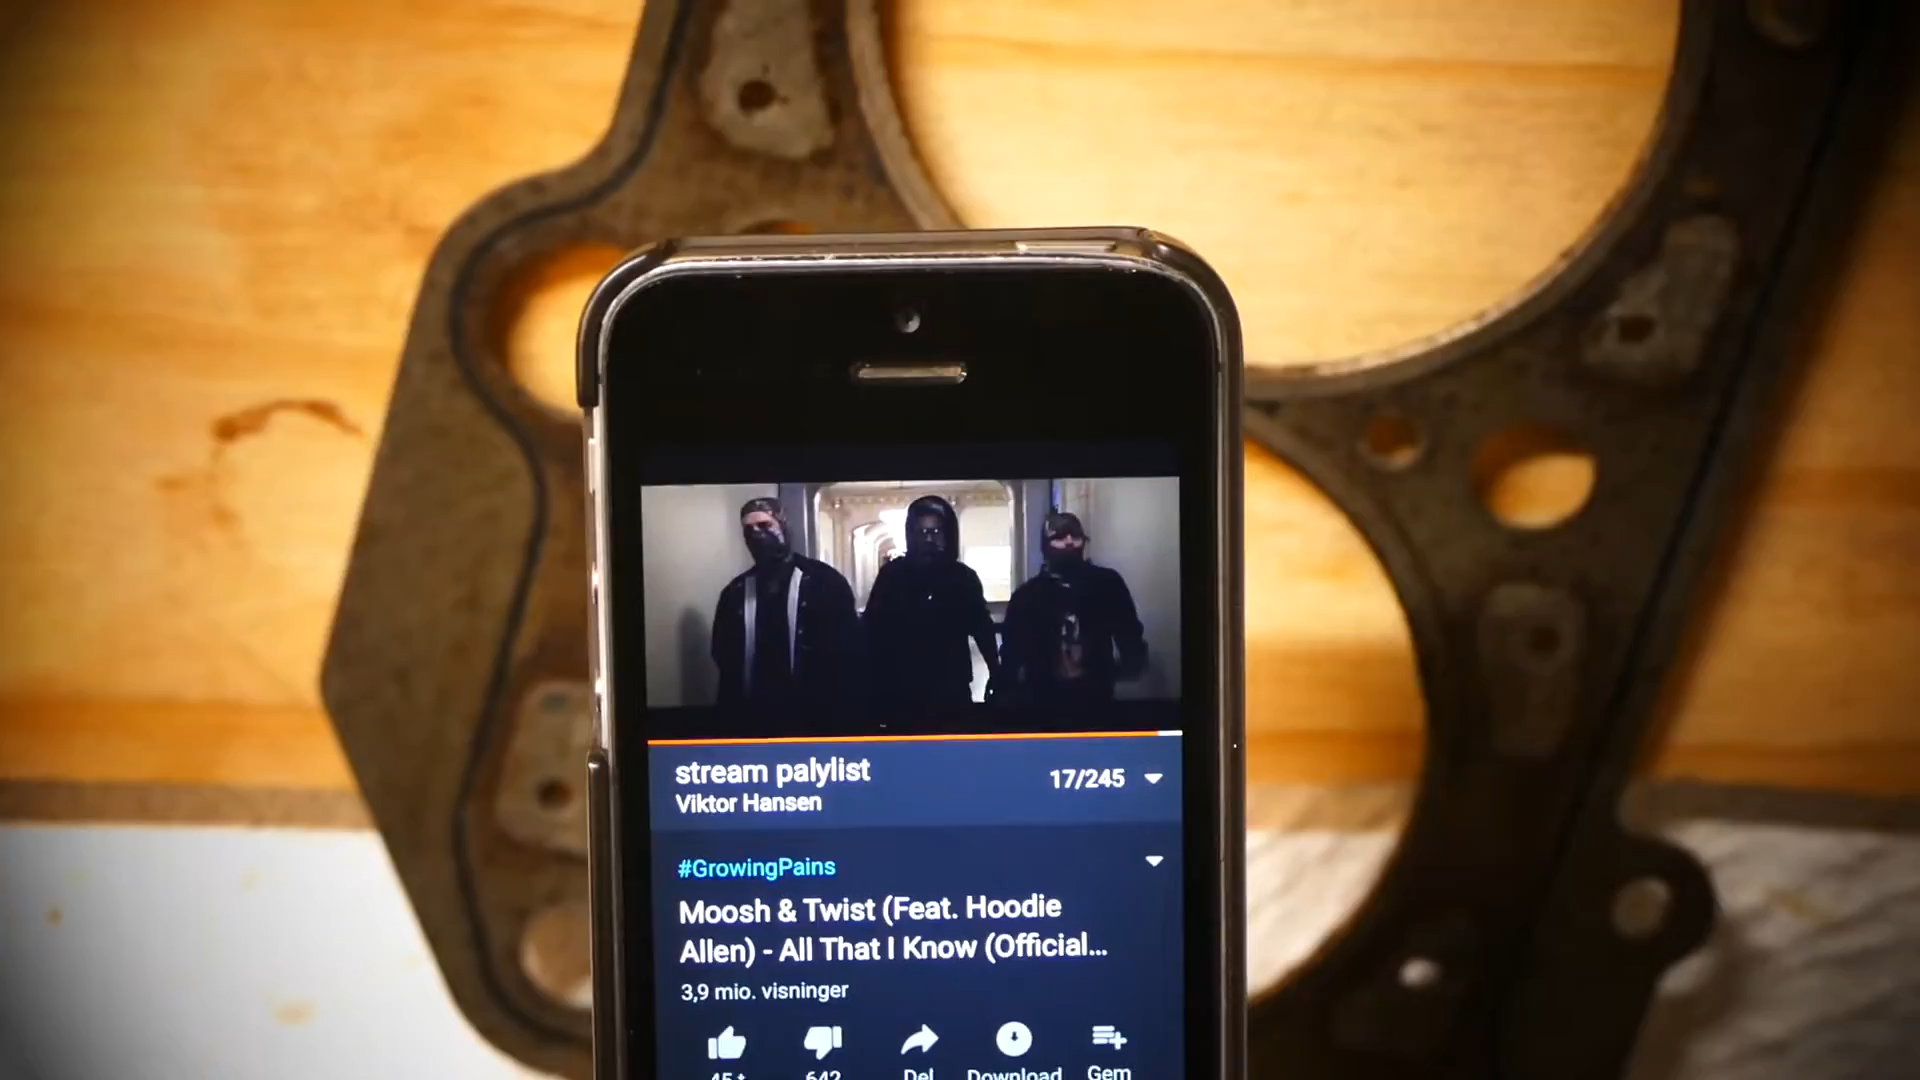 stream palylist
17/245
Viktor Hansen
#GrowingPains
Moosh & Twist (Feat. Hoodie
Allen) - All That I Know (Official...
3,9 mio. visninger
642
Del
Download
Gem